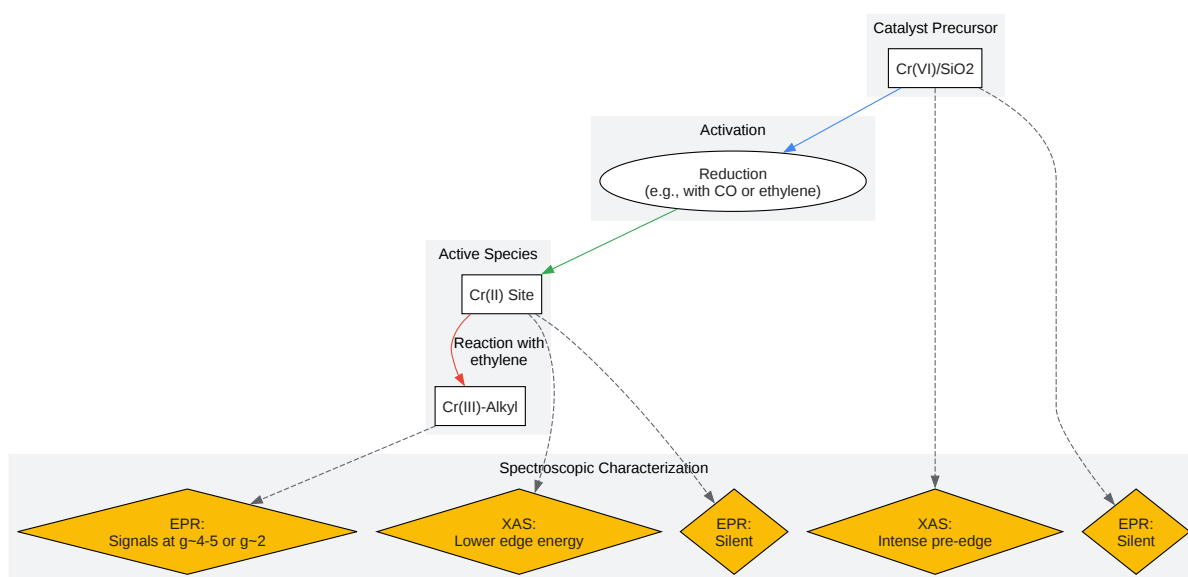 Catalyst Precursor
Cr(VI)/SiO2
Activation
Reduction
(e.g., with CO or ethylene)
Active Species
Cr(II) Site
Reaction with
ethylene
Cr(III)-Alkyl
Spectroscopic Characterization
EPR:
Signals at g~4-5 or g~2
XAS:
Lower edge energy
EPR:
Silent
XAS:
Intense pre-edge
EPR:
Silent